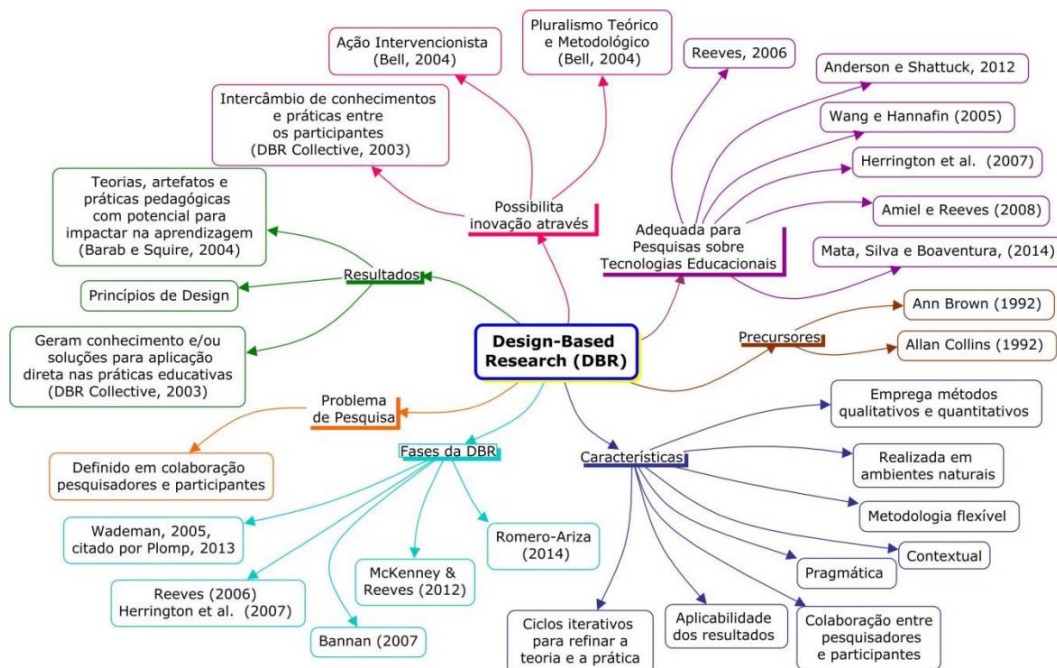 Ação Intervencionista
(Bell, 2004)
Pluralismo Teórico
e Metodológico
(Bell, 2004)
Reeves, 2006
Anderson e Shattuck, 2012
Intercâmbio de conhecimentos
e práticas entre
os participantes
(DBR Collective, 2003)
Wang e Hannafin (2005)
Herrington et al. (2007)
Teorias, artefatos e
práticas pedagógicas
com potencial para
impactar na aprendizagem
(Barab e Squire, 2004)
Possibilita
inovação através
Adequada para
Pesquisas sobre
Tecnologias Educacionais
Amiel e Reeves (2008)
Mata, Silva e Boaventura, (2014)
Resultados
Princípios de Design
Ann Brown (1992)
Design-Based
Research (DBR)
Precursores
Allan Collins (1992)
Geram conhecimento e/ou
soluções para aplicação
direta nas práticas educativas
(DBR Collective, 2003)
Problema
de Pesquisa
Emprega métodos
qualitativos e quantitativos
Fases da DBR
Características
Definido em colaboração
pesquisadores e participantes
Realizada em
ambientes naturais
Metodologia flexível
Wademan, 2005,
citado por Plomp, 2013
Romero-Ariza
(2014)
Contextual
McKenney &
Reeves (2012)
Pragmática
Reeves (2006)
Herrington et al. (2007)
Bannan (2007
Ciclos iterativos
para refinar a
teoria e a prática
Aplicabilidade
dos resultados
Colaboração entre
pesquisadores
e participantes